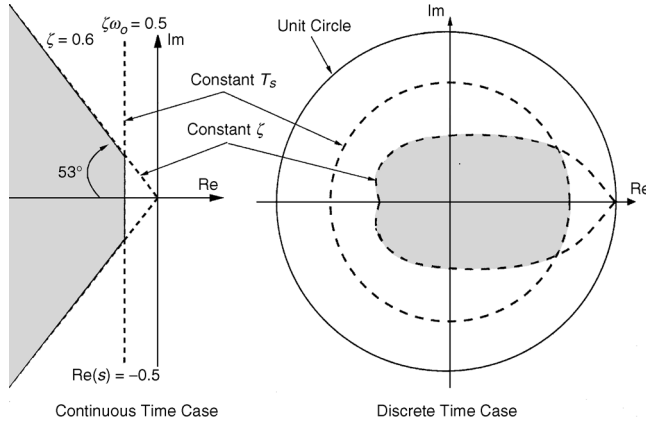 ζω₀ = 0.5
ζ = 0.6
Im
Constant Tₛ
Constant ζ
53°
Re
Re(s) = −0.5
Continuous Time Case
Im
Unit Circle
Re
Discrete Time Case